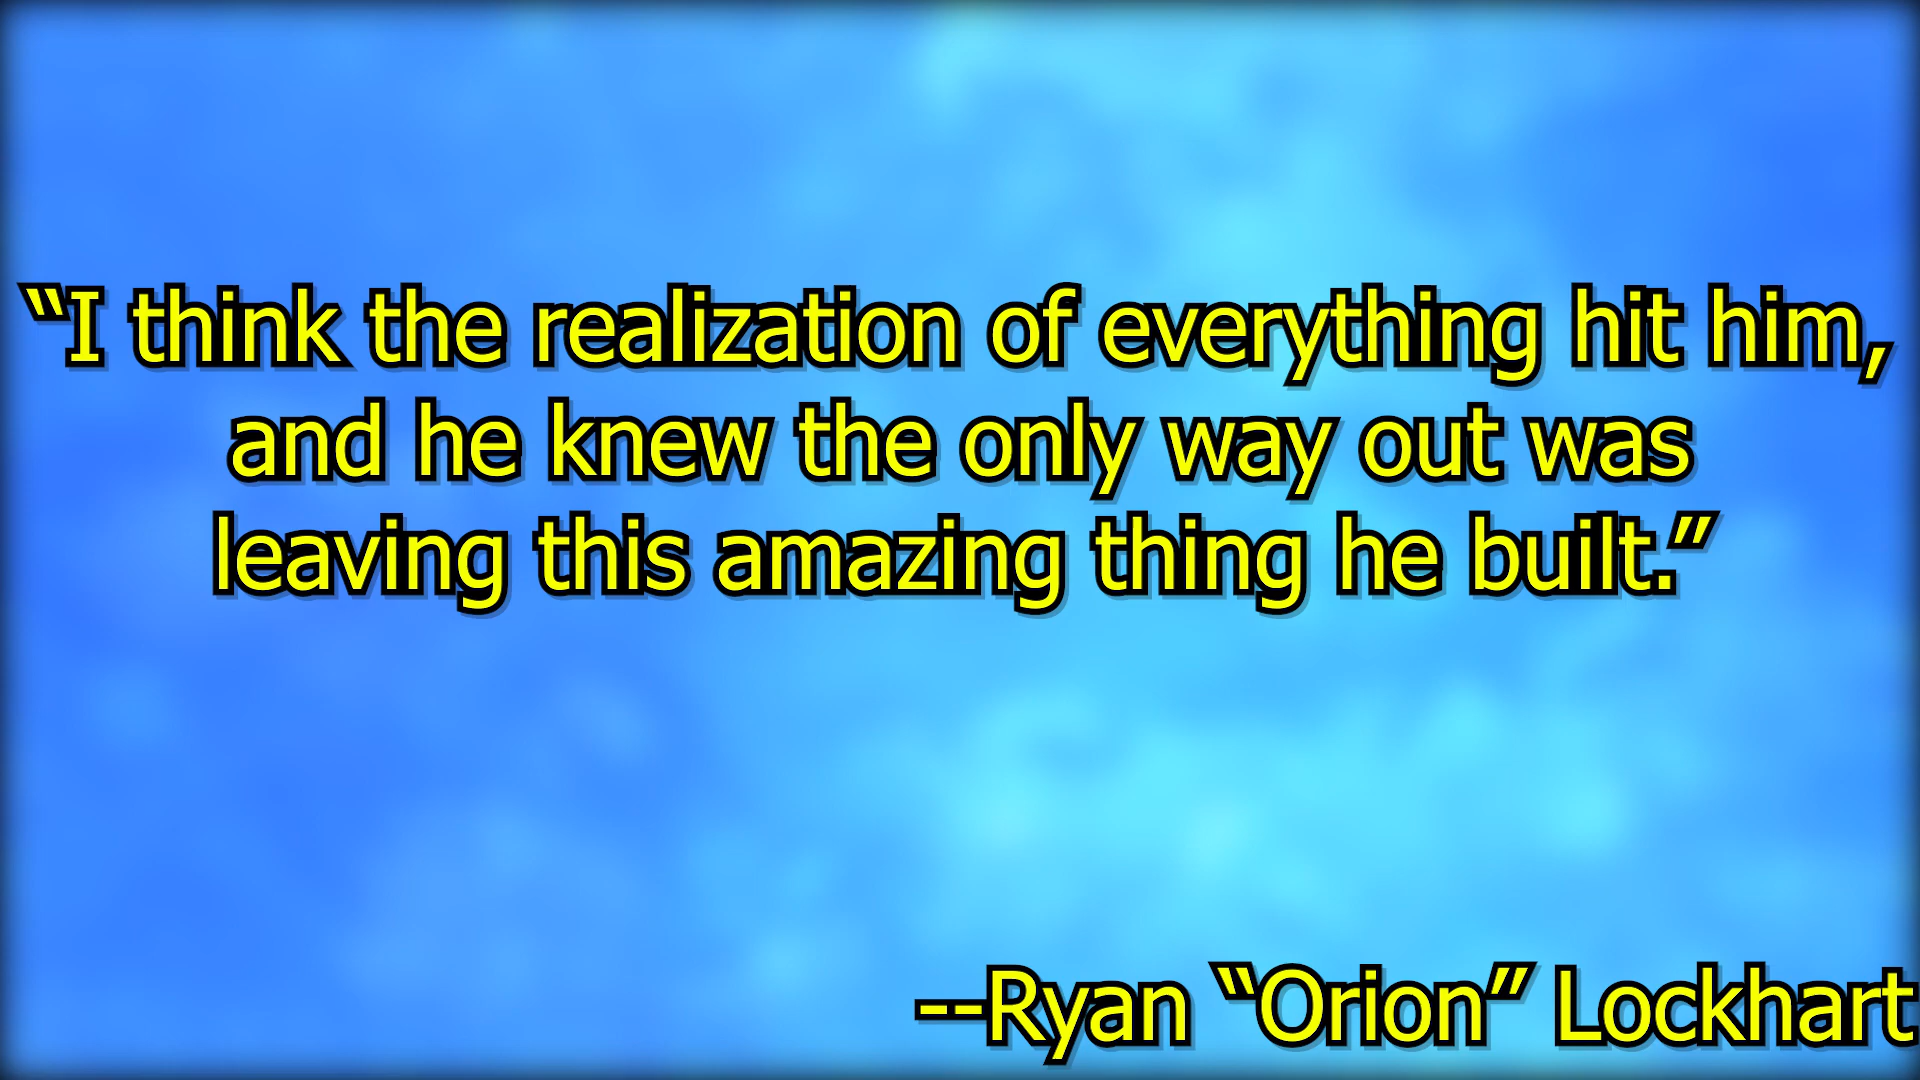 “I think the realization of everything hit him,
and he knew the only way out was
leaving this amazing thing he built.”
--Ryan “Orion” Lockhart